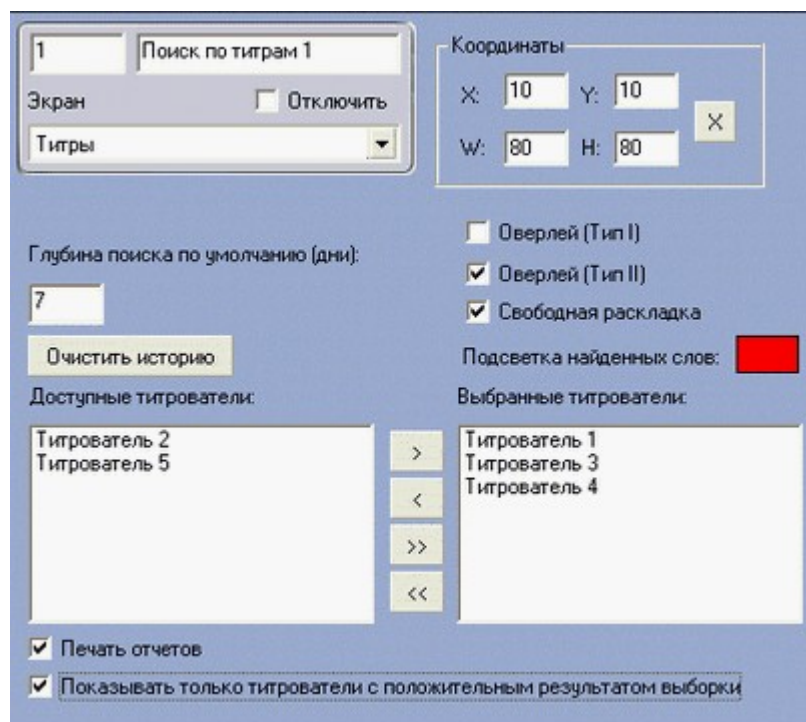 1 Поиск по титрам 1
Экран Отключить
Титры
Координаты
X: 10 Y: 10
X
W: 80 H: 80
Глубина поиска по умолчанию (дни):
7
Очистить историю
Оверлей (Тип I)
Оверлей (Тип II)
Свободная раскладка
Подсветка найденных слов:
Доступные титрователи:
Титрователь 2
Титрователь 5
>
<
>>
<<
Выбранные титрователи:
Титрователь 1
Титрователь 3
Титрователь 4
Печать отчетов
Показывать только титрователи с положительным результатом выборки